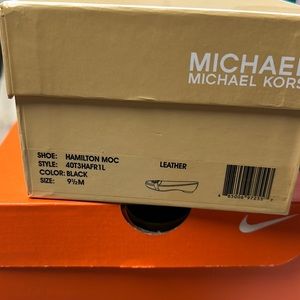 MICHAEL
MICHAEL KORS
SHOE: HAMILTON MOC
STYLE: 40T3HAFR1L LEATHER
COLOR: BLACK
SIZE: 9½M